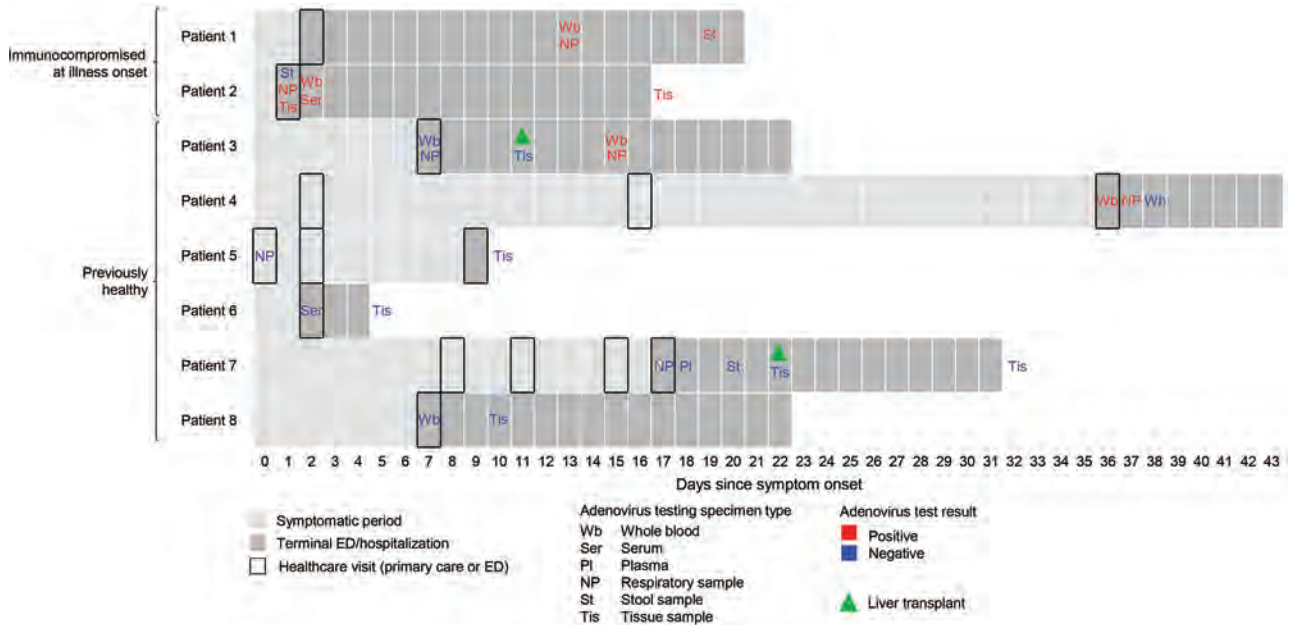 Immunocompromised
at illness onset
Patient 1
Wb
NP
St
Patient 2
St
NP
Tis
Wb
Ser
Tis
Previously
healthy
Patient 3
Wb
NP
Tis
Wb
NP
Patient 4
Wb NP Wh
Patient 5
NP Tis
Patient 6
Ser Tis
Patient 7
NP Pl St Tis Tis
Patient 8
Wb Tis
0 1 2 3 4 5 6 7 8 9 10 11 12 13 14 15 16 17 18 19 20 21 22 23 24 25 26 27 28 29 30 31 32 33 34 35 36 37 38 39 40 41 42 43
Days since symptom onset
Symptomatic period
Terminal ED/hospitalization
Healthcare visit (primary care or ED)
Adenovirus testing specimen type
Wb Whole blood
Ser Serum
Pl Plasma
NP Respiratory sample
St Stool sample
Tis Tissue sample
Adenovirus test result
Positive
Negative
Liver transplant